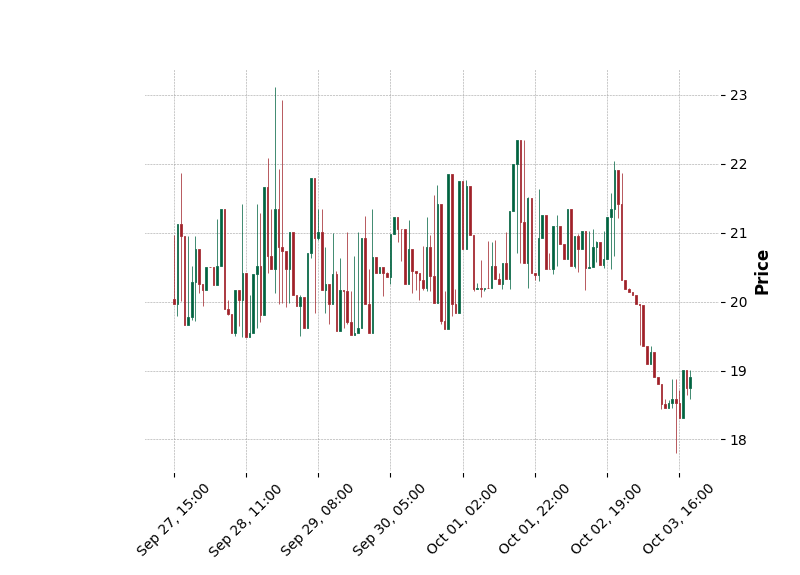 23
22
21
20
19
18
Price
Sep 27, 15:00
Sep 28, 11:00
Sep 29, 08:00
Sep 30, 05:00
Oct 01, 02:00
Oct 01, 22:00
Oct 02, 19:00
Oct 03, 16:00